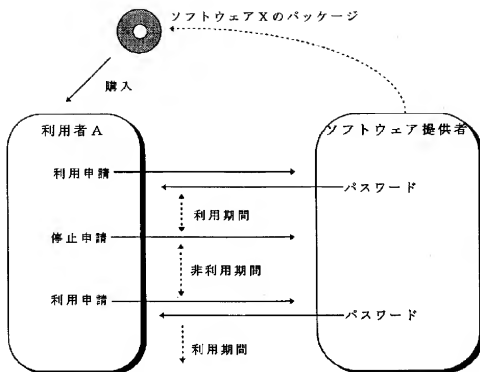 ソフトウェアXのパッケージ
購入
利用者A
ソフトウェア提供者
利用申請
パスワード
利用期間
停止申請
非利用期間
利用申請
パスワード
利用期間